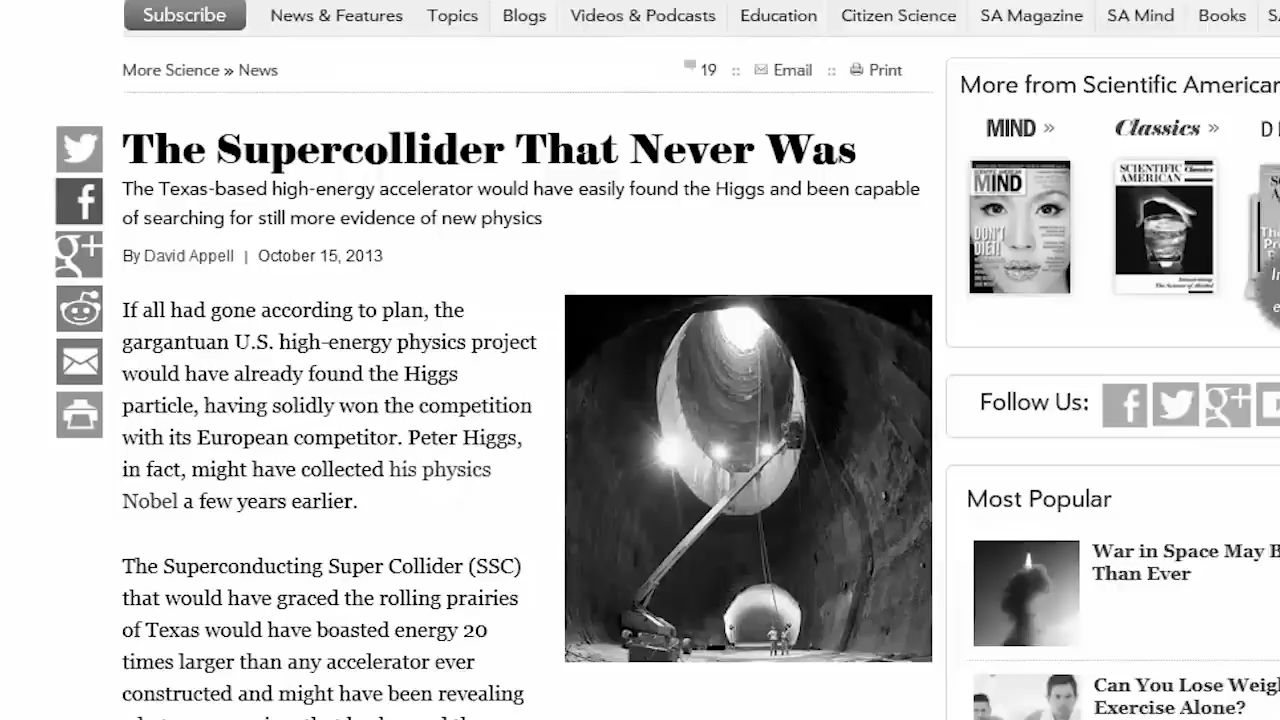 Subscribe
News & Features
Topics
Blogs
Videos & Podcasts
Education
Citizen Science
SA Magazine
SA Mind
Books
More Science » News
19 :: Email :: Print
The Supercollider That Never Was
The Texas-based high-energy accelerator would have easily found the Higgs and been capable
of searching for still more evidence of new physics
By David Appell | October 15, 2013
If all had gone according to plan, the
gargantuan U.S. high-energy physics project
would have already found the Higgs
particle, having solidly won the competition
with its European competitor. Peter Higgs,
in fact, might have collected his physics
Nobel a few years earlier.
The Superconducting Super Collider (SSC)
that would have graced the rolling prairies
of Texas would have boasted energy 20
times larger than any accelerator ever
constructed and might have been revealing
More from Scientific American
MIND »
Classics »
MIND
DON'T
DIET!
SCIENTIFIC Classics
AMERICAN
Follow Us:
Most Popular
War in Space May B
Than Ever
Can You Lose Weigh
Exercise Alone?